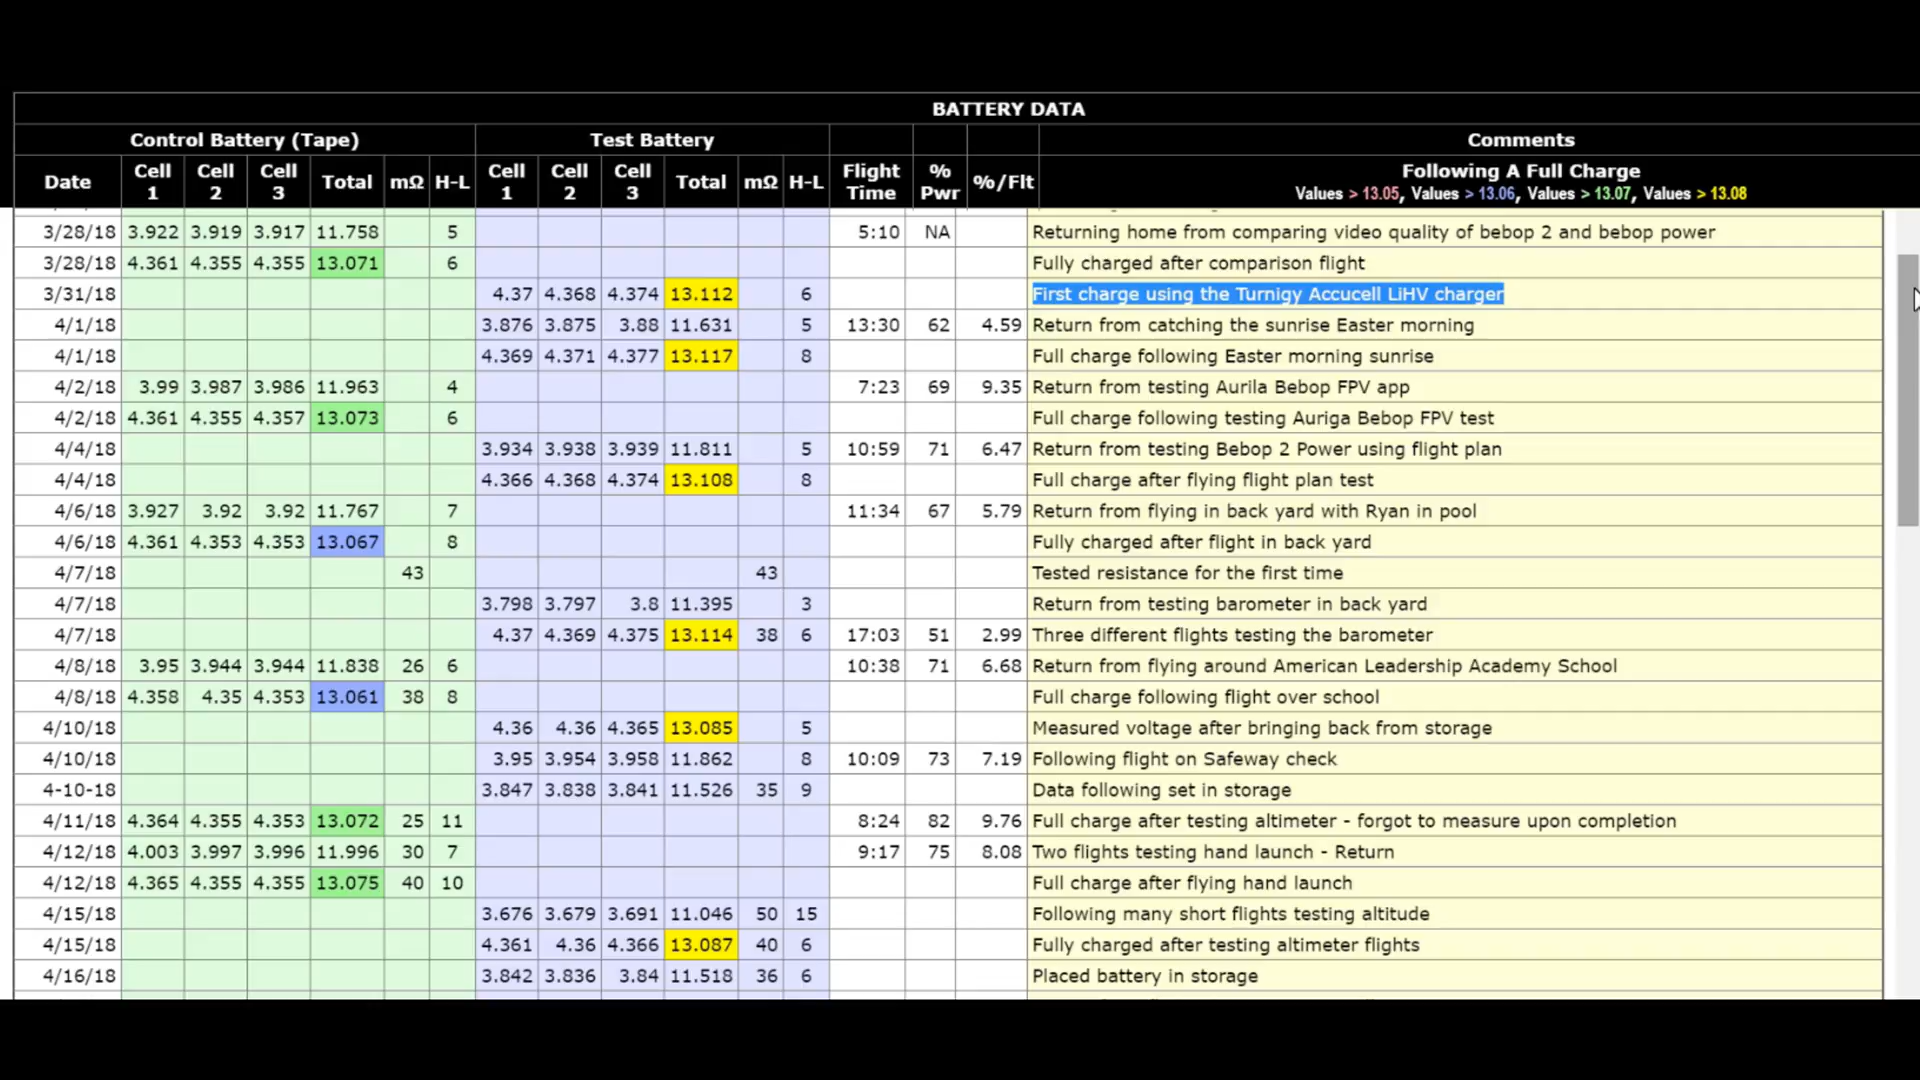 BATTERY DATA
Control Battery (Tape) Test Battery Comments
Date Cell 1 Cell 2 Cell 3 Total mΩ H-L Cell 1 Cell 2 Cell 3 Total mΩ H-L Flight Time % Pwr %/Flt Following A Full Charge
Values > 13.05, Values > 13.06, Values > 13.07, Values > 13.08
3/28/18 3.922 3.919 3.917 11.758 5 5:10 NA Returning home from comparing video quality of bebop 2 and bebop power
3/28/18 4.361 4.355 4.355 13.071 6 Fully charged after comparison flight
3/31/18 4.37 4.368 4.374 13.112 6 First charge using the Turnigy Accucell LiHV charger
4/1/18 3.876 3.875 3.88 11.631 5 13:30 62 4.59 Return from catching the sunrise Easter morning
4/1/18 4.369 4.371 4.377 13.117 8 Full charge following Easter morning sunrise
4/2/18 3.99 3.987 3.986 11.963 4 7:23 69 9.35 Return from testing Aurila Bebop FPV app
4/2/18 4.361 4.355 4.357 13.073 6 Full charge following testing Auriga Bebop FPV test
4/4/18 3.934 3.938 3.939 11.811 5 10:59 71 6.47 Return from testing Bebop 2 Power using flight plan
4/4/18 4.366 4.368 4.374 13.108 8 Full charge after flying flight plan test
4/6/18 3.927 3.92 3.92 11.767 7 11:34 67 5.79 Return from flying in back yard with Ryan in pool
4/6/18 4.361 4.353 4.353 13.067 8 Fully charged after flight in back yard
4/7/18 43 43 Tested resistance for the first time
4/7/18 3.798 3.797 3.8 11.395 3 Return from testing barometer in back yard
4/7/18 4.37 4.369 4.375 13.114 38 6 17:03 51 2.99 Three different flights testing the barometer
4/8/18 3.95 3.944 3.944 11.838 26 6 10:38 71 6.68 Return from flying around American Leadership Academy School
4/8/18 4.358 4.35 4.353 13.061 38 8 Full charge following flight over school
4/10/18 4.36 4.36 4.365 13.085 5 Measured voltage after bringing back from storage
4/10/18 3.95 3.954 3.958 11.862 8 10:09 73 7.19 Following flight on Safeway check
4-10-18 3.847 3.838 3.841 11.526 35 9 Data following set in storage
4/11/18 4.364 4.355 4.353 13.072 25 11 8:24 82 9.76 Full charge after testing altimeter - forgot to measure upon completion
4/12/18 4.003 3.997 3.996 11.996 30 7 9:17 75 8.08 Two flights testing hand launch - Return
4/12/18 4.365 4.355 4.355 13.075 40 10 Full charge after flying hand launch
4/15/18 3.676 3.679 3.691 11.046 50 15 Following many short flights testing altitude
4/15/18 4.361 4.36 4.366 13.087 40 6 Fully charged after testing altimeter flights
4/16/18 3.842 3.836 3.84 11.518 36 6 Placed battery in storage